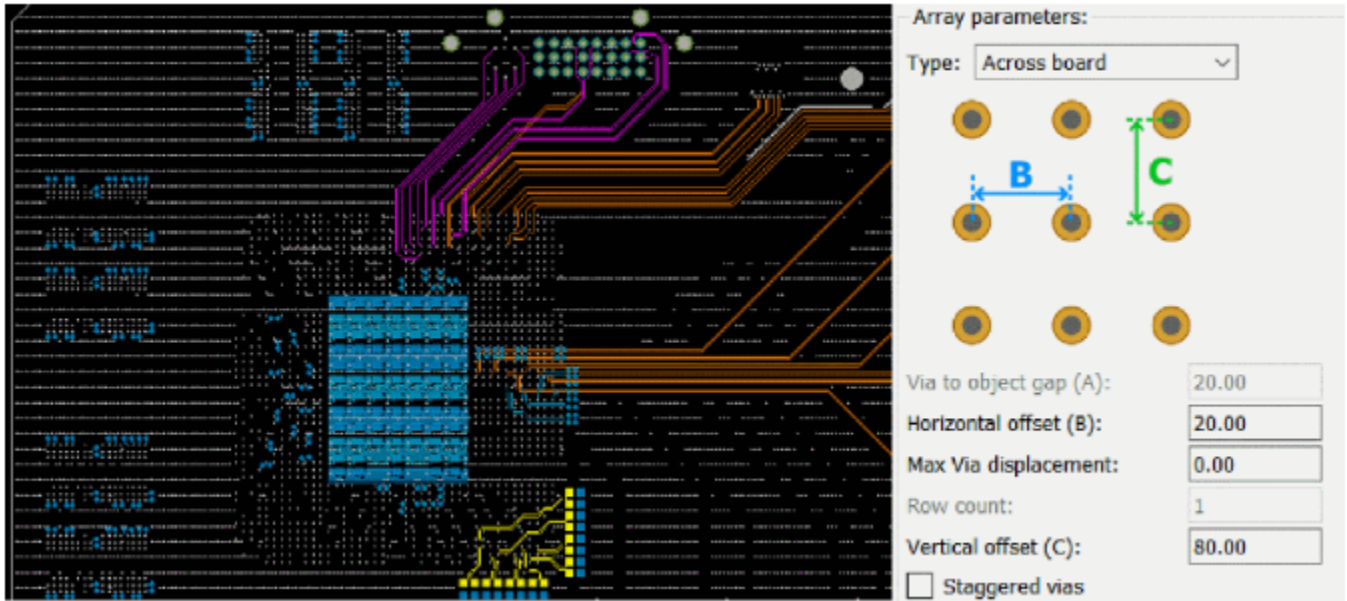 Array parameters:
Type: Across board
B
C
Via to object gap (A): 20.00
Horizontal offset (B): 20.00
Max Via displacement: 0.00
Row count: 1
Vertical offset (C): 80.00
Staggered vias